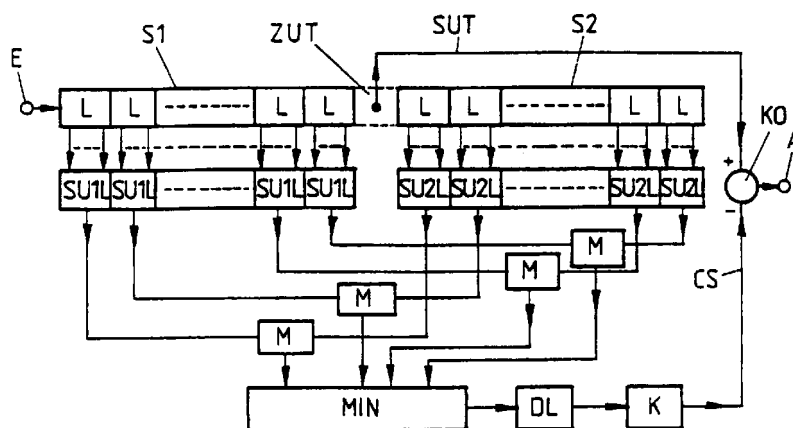 S1 ZUT SUT S2
E
L L L L L L L L
KO A
SU1L SU1L SU1L SU1L SU2L SU2L SU2L SU2L
+
-
M
M
CS
M
M
MIN DL K